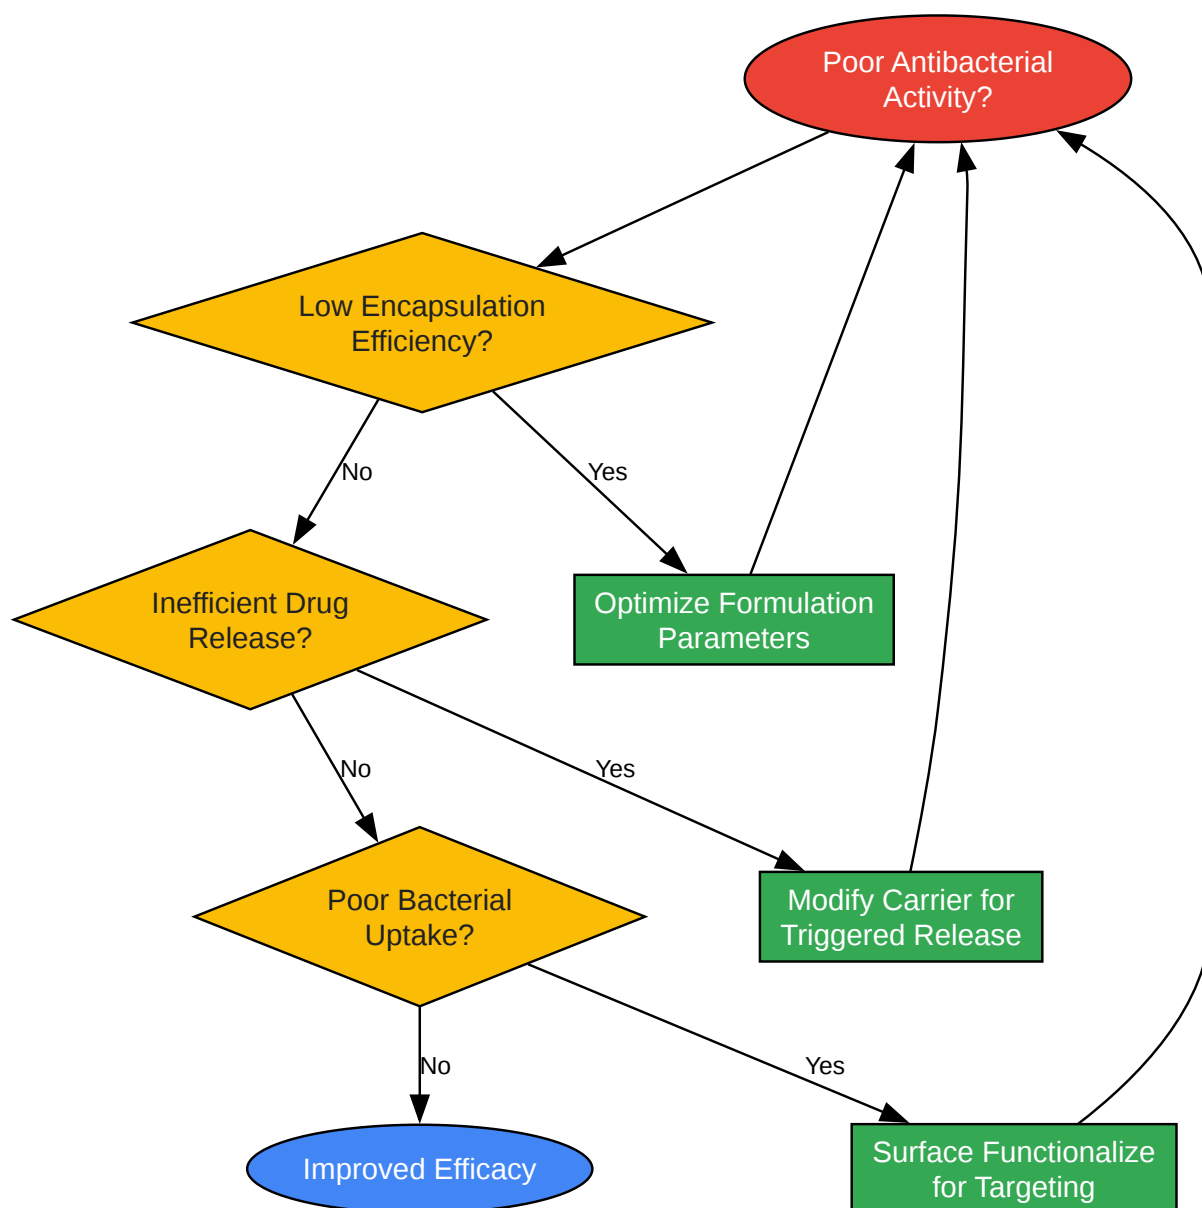 Poor Antibacterial
Activity?
Low Encapsulation
Efficiency?
No
Yes
Inefficient Drug
Release?
Optimize Formulation
Parameters
No
Yes
Poor Bacterial
Uptake?
Modify Carrier for
Triggered Release
No
Yes
Improved Efficacy
Surface Functionalize
for Targeting